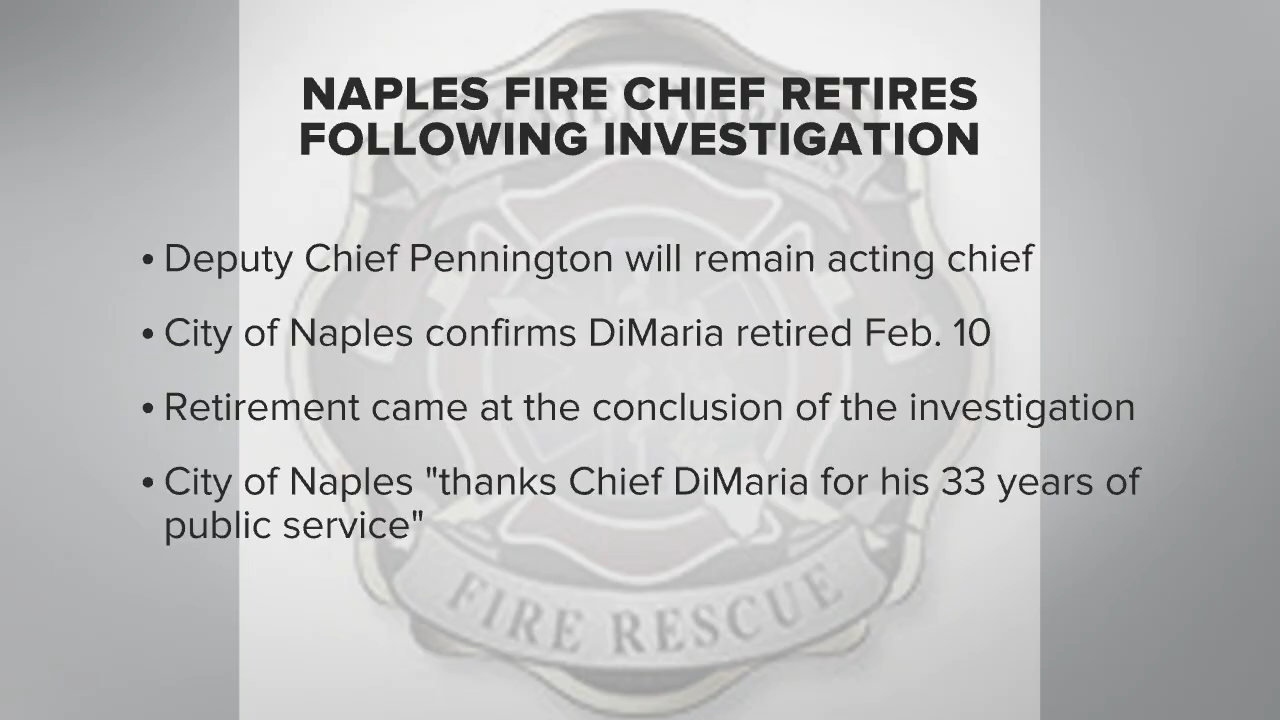 NAPLES FIRE CHIEF RETIRES
FOLLOWING INVESTIGATION
• Deputy Chief Pennington will remain acting chief
• City of Naples confirms DiMaria retired Feb. 10
• Retirement came at the conclusion of the investigation
• City of Naples "thanks Chief DiMaria for his 33 years of
public service"
FIRE RESCUE